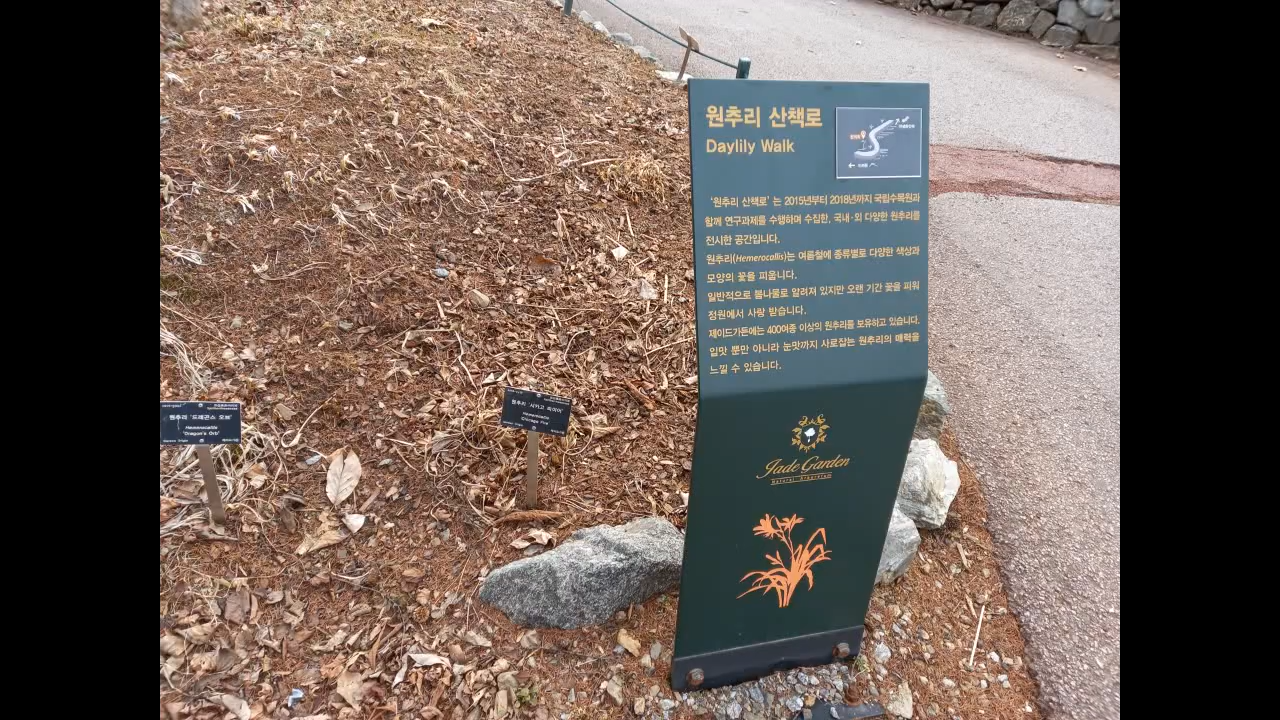 원추리 산책로
Daylily Walk
'원추리 산책로' 는 2015년부터 2018년까지 국립수목원과
함께 연구과제를 수행하며 수집한, 국내·외 다양한 원추리를
전시한 공간입니다.
원추리(Hemerocallis)는 여름철에 종류별로 다양한 색상과
모양의 꽃을 피웁니다.
일반적으로 봄나물로 알려져 있지만 오랜 기간 꽃을 피워
정원에서 사랑 받습니다.
제이드가든에는 400여종 이상의 원추리를 보유하고 있습니다.
입맛 뿐만 아니라 눈맛까지 사로잡는 원추리의 매력을
느낄 수 있습니다.
Jade Garden
Natural Arboretum
원추리 '드래곤스 오브'
Hemerocallis
'Dragon's Orb'
원추리 '시카고
Hemerocallis
'Chicago Fire'